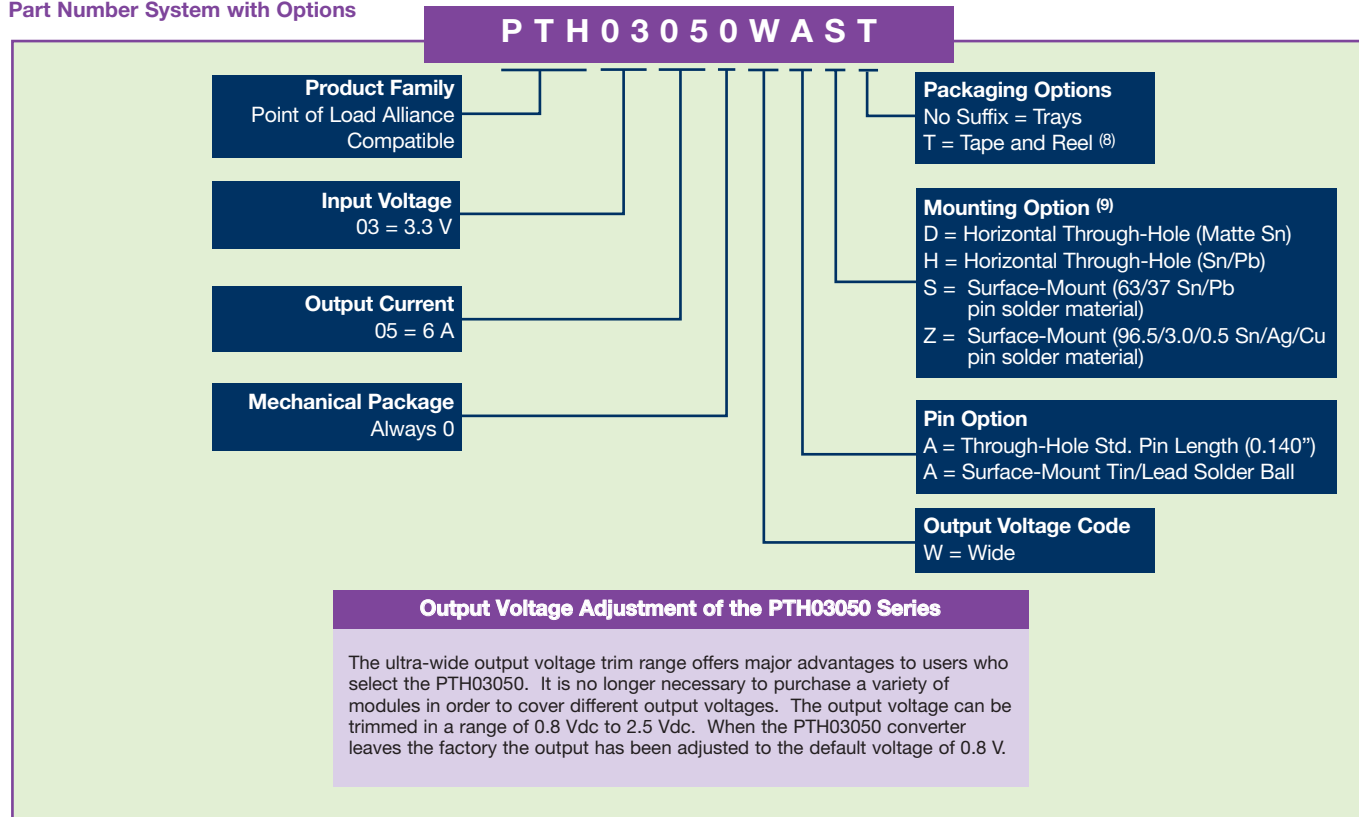 Part Number System with Options
PTH03050WAST
Product Family
Point of Load Alliance
Compatible
Input Voltage
03 = 3.3 V
Output Current
05 = 6 A
Mechanical Package
Always 0
Packaging Options
No Suffix = Trays
T = Tape and Reel (8)
Mounting Option (9)
D = Horizontal Through-Hole (Matte Sn)
H = Horizontal Through-Hole (Sn/Pb)
S = Surface-Mount (63/37 Sn/Pb
pin solder material)
Z = Surface-Mount (96.5/3.0/0.5 Sn/Ag/Cu
pin solder material)
Pin Option
A = Through-Hole Std. Pin Length (0.140”)
A = Surface-Mount Tin/Lead Solder Ball
Output Voltage Code
W = Wide
Output Voltage Adjustment of the PTH03050 Series
The ultra-wide output voltage trim range offers major advantages to users who
select the PTH03050. It is no longer necessary to purchase a variety of
modules in order to cover different output voltages. The output voltage can be
trimmed in a range of 0.8 Vdc to 2.5 Vdc. When the PTH03050 converter
leaves the factory the output has been adjusted to the default voltage of 0.8 V.